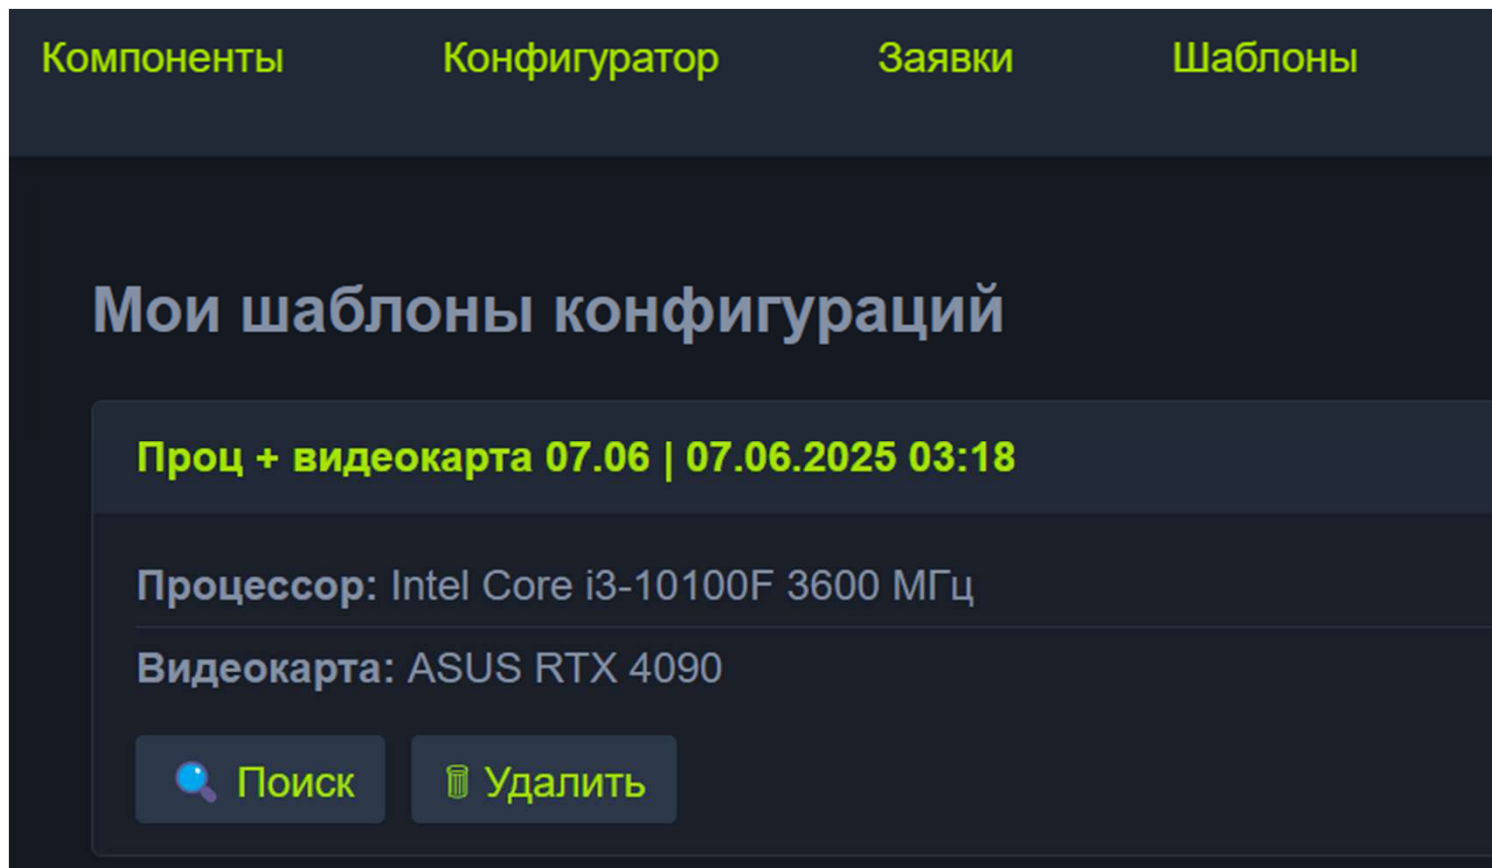 Компоненты Конфигуратор Заявки Шаблоны
Мои шаблоны конфигураций
Проц + видеокарта 07.06 | 07.06.2025 03:18
Процессор: Intel Core i3-10100F 3600 МГц
Видеокарта: ASUS RTX 4090
Поиск Удалить